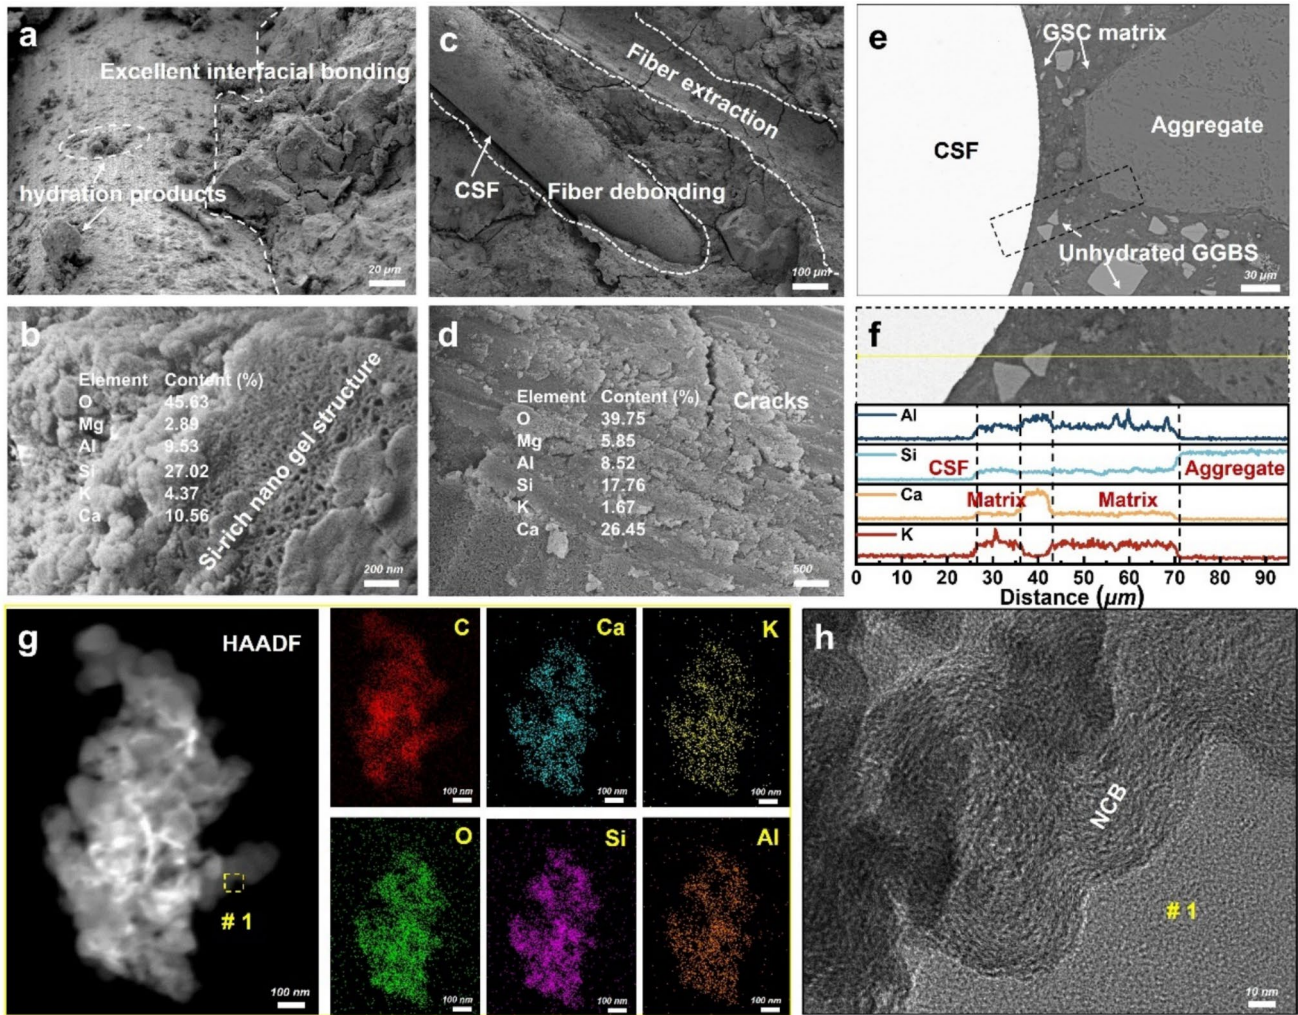 a
Excellent interfacial bonding
hydration products
20 μm
c
Fiber extraction
CSF
Fiber debonding
100 μm
e
GSC matrix
Aggregate
CSF
Unhydrated GGBS
30 μm
b
Element Content (%)
O 45.63
Mg 2.89
Al 9.53
Si 27.02
K 4.37
Ca 10.56
Si-rich nano gel structure
200 nm
d
Element Content (%)
O 39.75
Mg 5.85
Al 8.52
Si 17.76
K 1.67
Ca 26.45
Cracks
500
f
Al
Si
CSF
Aggregate
Ca
Matrix
Matrix
K
0 10 20 30 40 50 60 70 80 90
Distance (μm)
g
HAADF
# 1
100 nm
C
100 nm
Ca
100 nm
K
100 nm
O
100 nm
Si
100 nm
Al
100 nm
h
NCB
# 1
10 nm